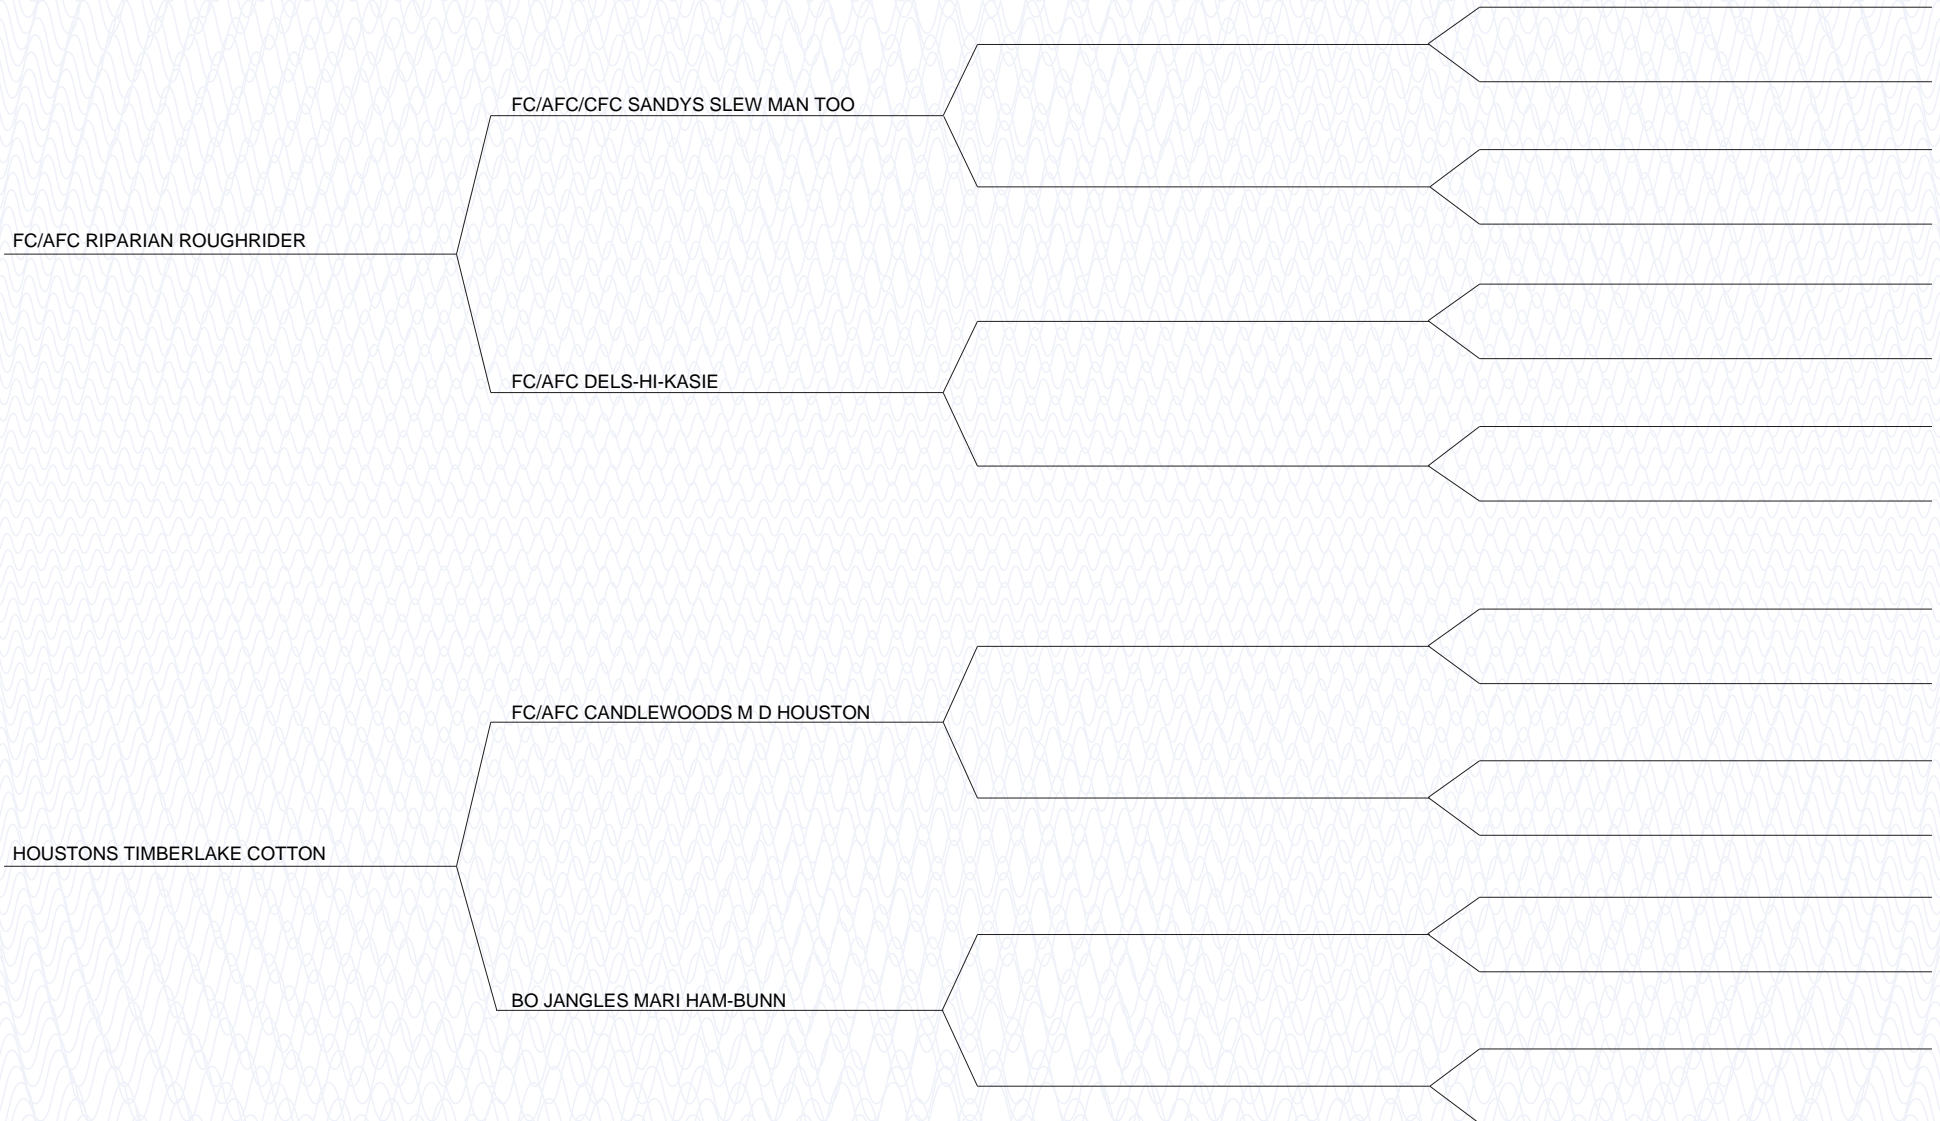 FC/AFC/CFC SANDYS SLEW MAN TOO
FC/AFC RIPARIAN ROUGHRIDER
FC/AFC DELS-HI-KASIE
FC/AFC CANDLEWOODS M D HOUSTON
HOUSTONS TIMBERLAKE COTTON
BO JANGLES MARI HAM-BUNN